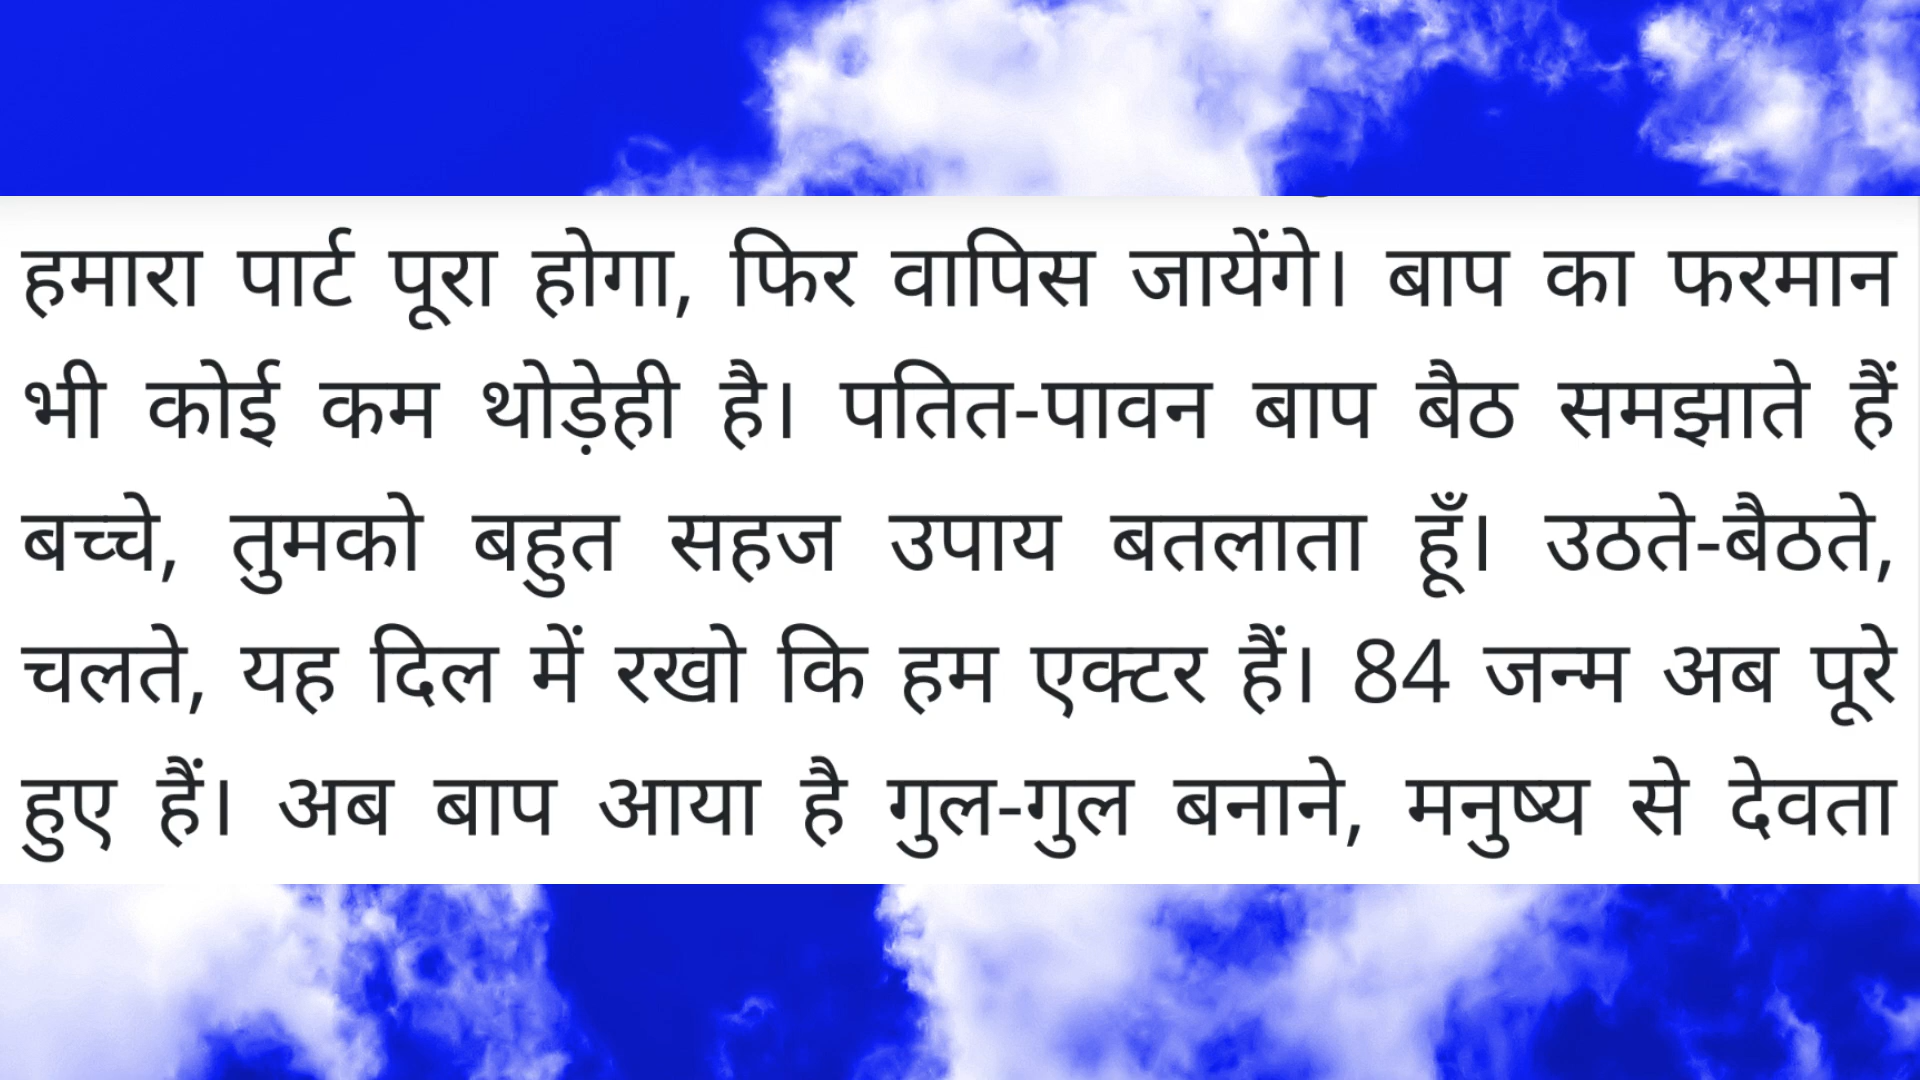 हमारा पार्ट पूरा होगा, फिर वापिस जायेंगे। बाप का फरमान
भी कोई कम थोड़ेही है। पतित-पावन बाप बैठ समझाते हैं
बच्चे, तुमको बहुत सहज उपाय बतलाता हूँ। उठते-बैठते,
चलते, यह दिल में रखो कि हम एक्टर हैं। 84 जन्म अब पूरे
हुए हैं। अब बाप आया है गुल-गुल बनाने, मनुष्य से देवता